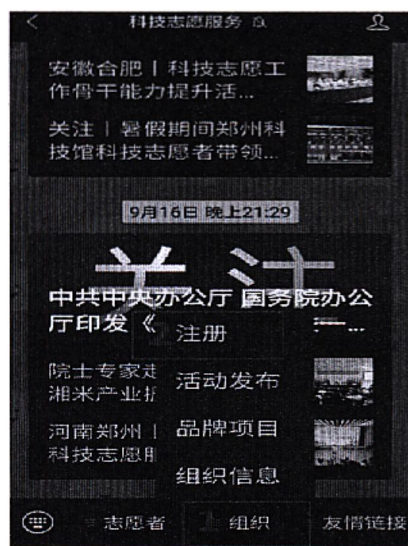 科技志愿服务
安徽合肥丨科技志愿工
作骨干能力提升活...
关注丨暑假期间郑州科
技馆科技志愿者带领...
9月16日 晚上21:29
关注
中共中央办公厅 国务院办公
厅印发《
...
注册
院士专家走
湘米产业扩
活动发布
河南郑州丨
科技志愿服
品牌项目
组织信息
志愿者
组织
友情链接